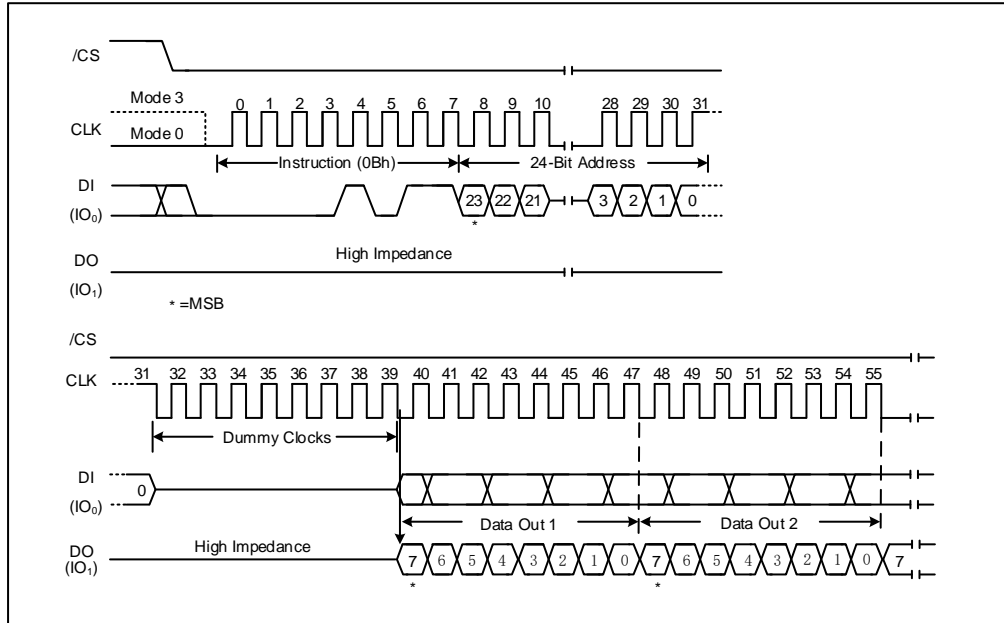 /CS
Mode 3
0 1 2 3 4 5 6 7 8 9 10 28 29 30 31
CLK
Mode 0
Instruction (0Bh)
24-Bit Address
DI
(IO₀)
23 22 21 3 2 1 0
*
DO
(IO₁)
High Impedance
* =MSB
/CS
31 32 33 34 35 36 37 38 39 40 41 42 43 44 45 46 47 48 49 50 51 52 53 54 55
CLK
Dummy Clocks
DI
(IO₀)
0
Data Out 1
Data Out 2
DO
(IO₁)
High Impedance
7 6 5 4 3 2 1 0 7 6 5 4 3 2 1 0 7
* *